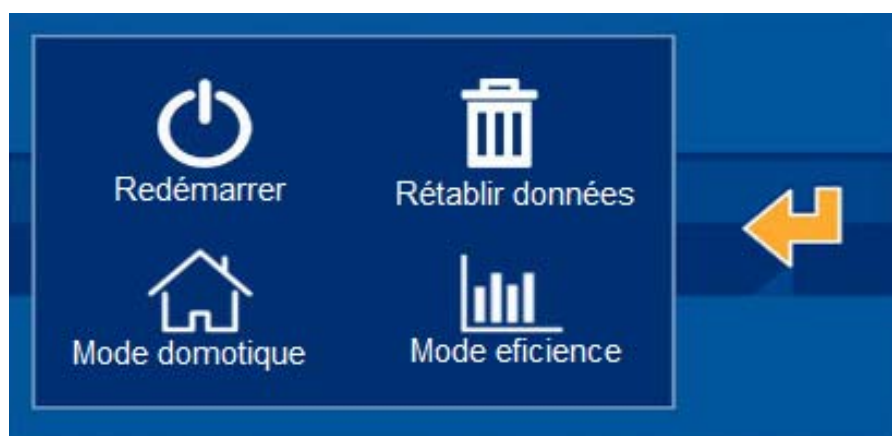 Redémarrer
Rétablir données
Mode domotique
Mode eficience